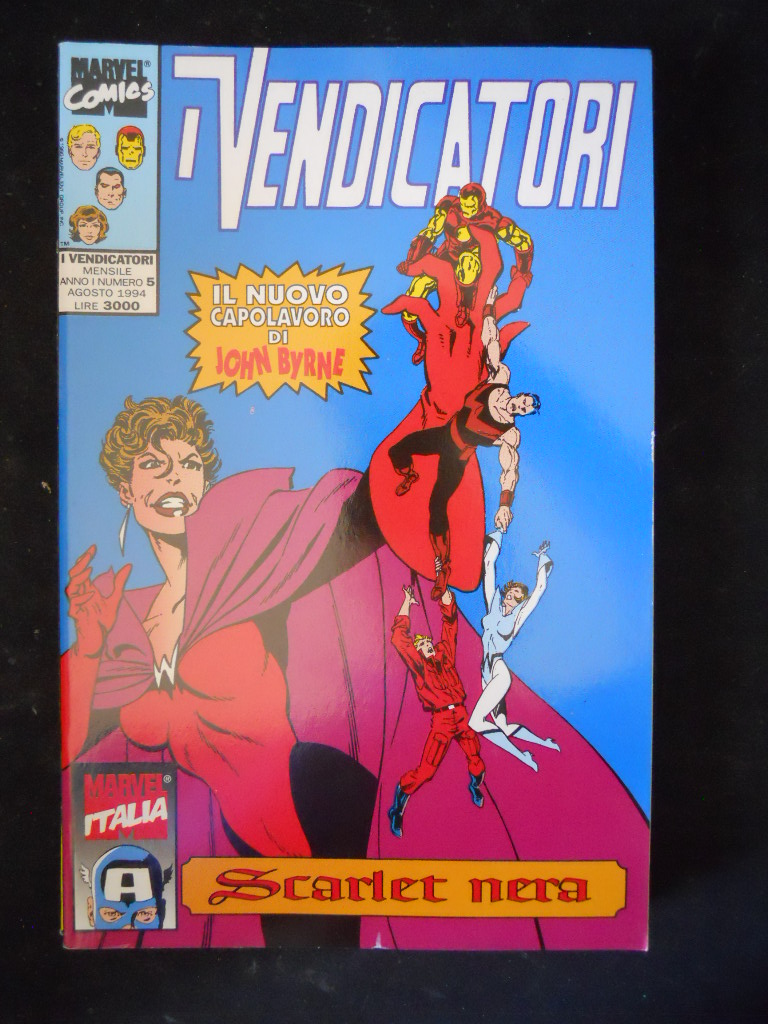 MARVEL®
COMICS
TM
I VENDICATORI
MENSILE
ANNO I NUMERO 5
AGOSTO 1994
LIRE 3000
I VENDICATORI
IL NUOVO
CAPOLAVORO
DI
JOHN BYRNE
W
MARVEL®
ITALIA
A
Scarlet nera